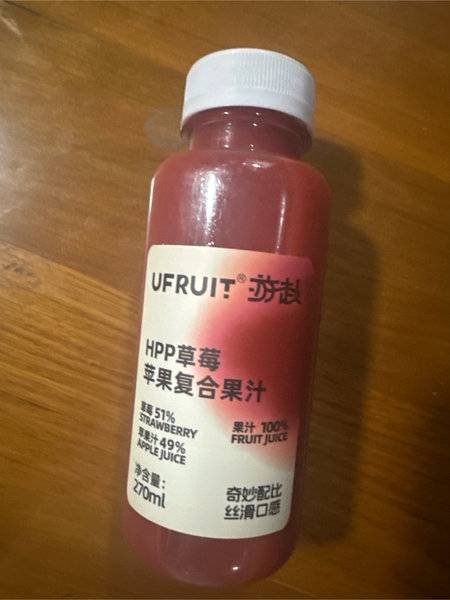 UFRUIT® 游趁
HPP草莓
苹果复合果汁
草莓 51%
STRAWBERRY
苹果汁 49%
APPLE JUICE
果汁 100%
FRUIT JUICE
净含量：
270ml
奇妙配比
丝滑口感